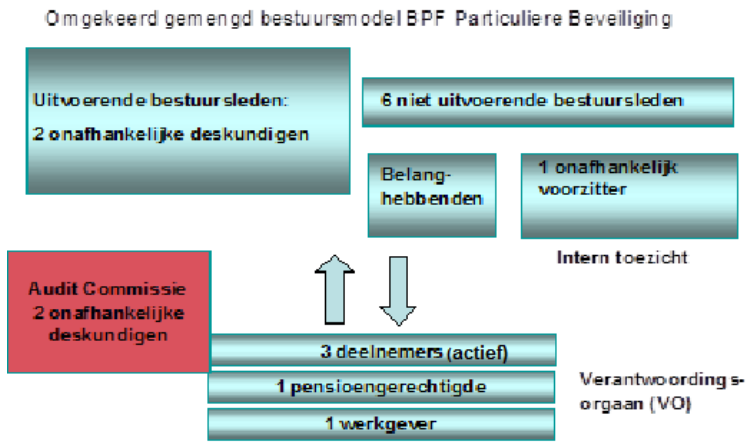 Omgekeerd gemengd bestuursmodel BPF Particuliere Beveiliging
Uitvoerende bestuursleden:
2 onafhankelijke deskundigen
6 niet uitvoerende bestuursleden
Belang-
hebbenden
1 onafhankelijk
voorzitter
Intern toezicht
Audit Commissie
2 onafhankelijke
deskundigen
3 deelnemers (actief)
1 pensioengerechtigde
1 werkgever
Verantwoordings-
orgaan (VO)